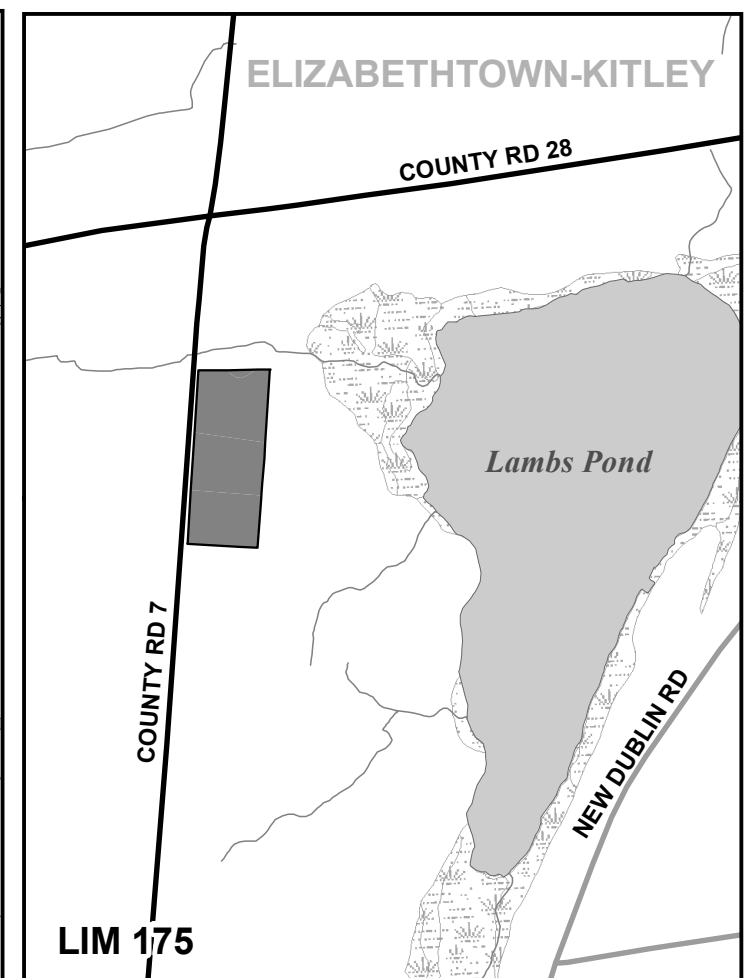 ELIZABETHTOWN-KITLEY
COUNTY RD 28
Lambs Pond
COUNTY RD 7
NEW DUBLIN RD
LIM 175